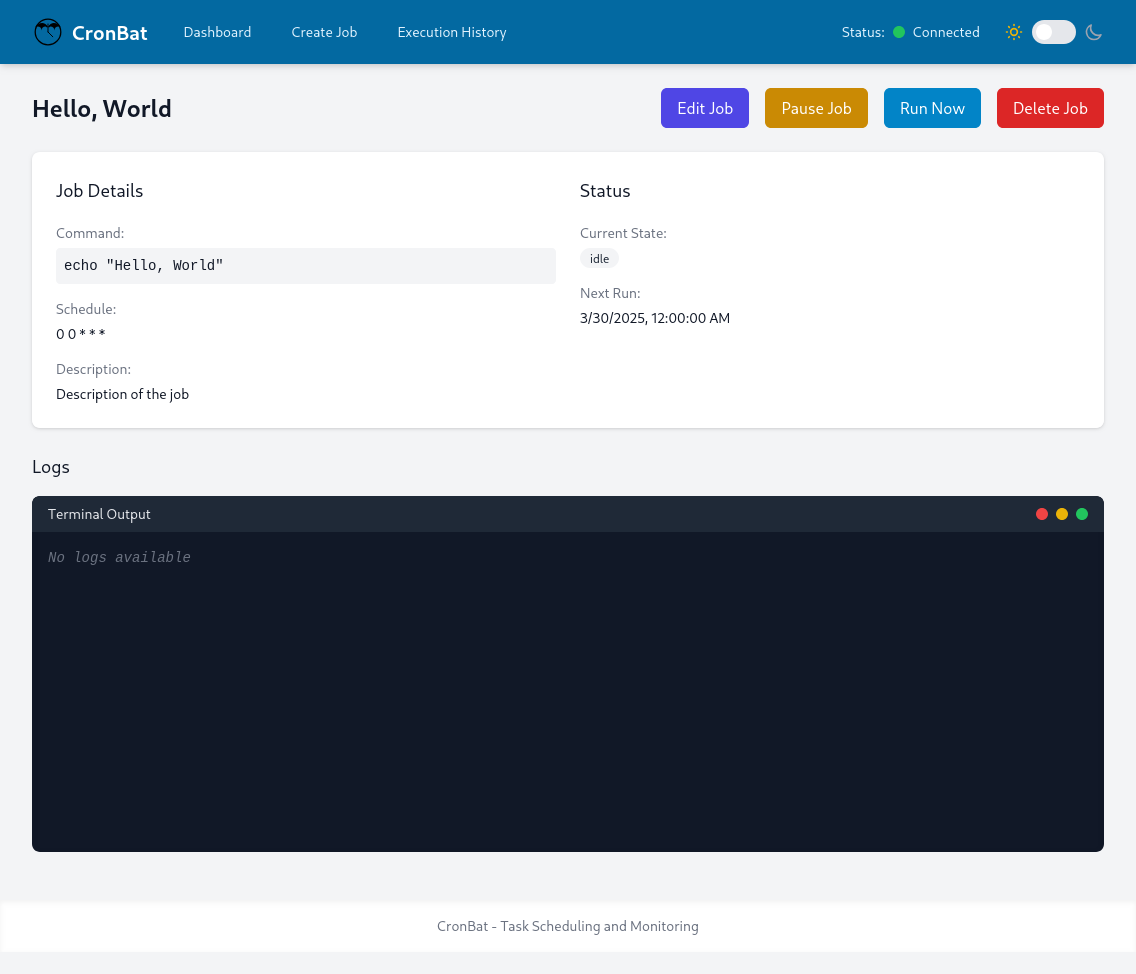 CronBat Dashboard Create Job Execution History Status: Connected
Hello, World Edit Job Pause Job Run Now Delete Job
Job Details
Command:
echo "Hello, World"
Schedule:
0 0 * * *
Description:
Description of the job
Status
Current State:
idle
Next Run:
3/30/2025, 12:00:00 AM
Logs
Terminal Output
No logs available
CronBat - Task Scheduling and Monitoring